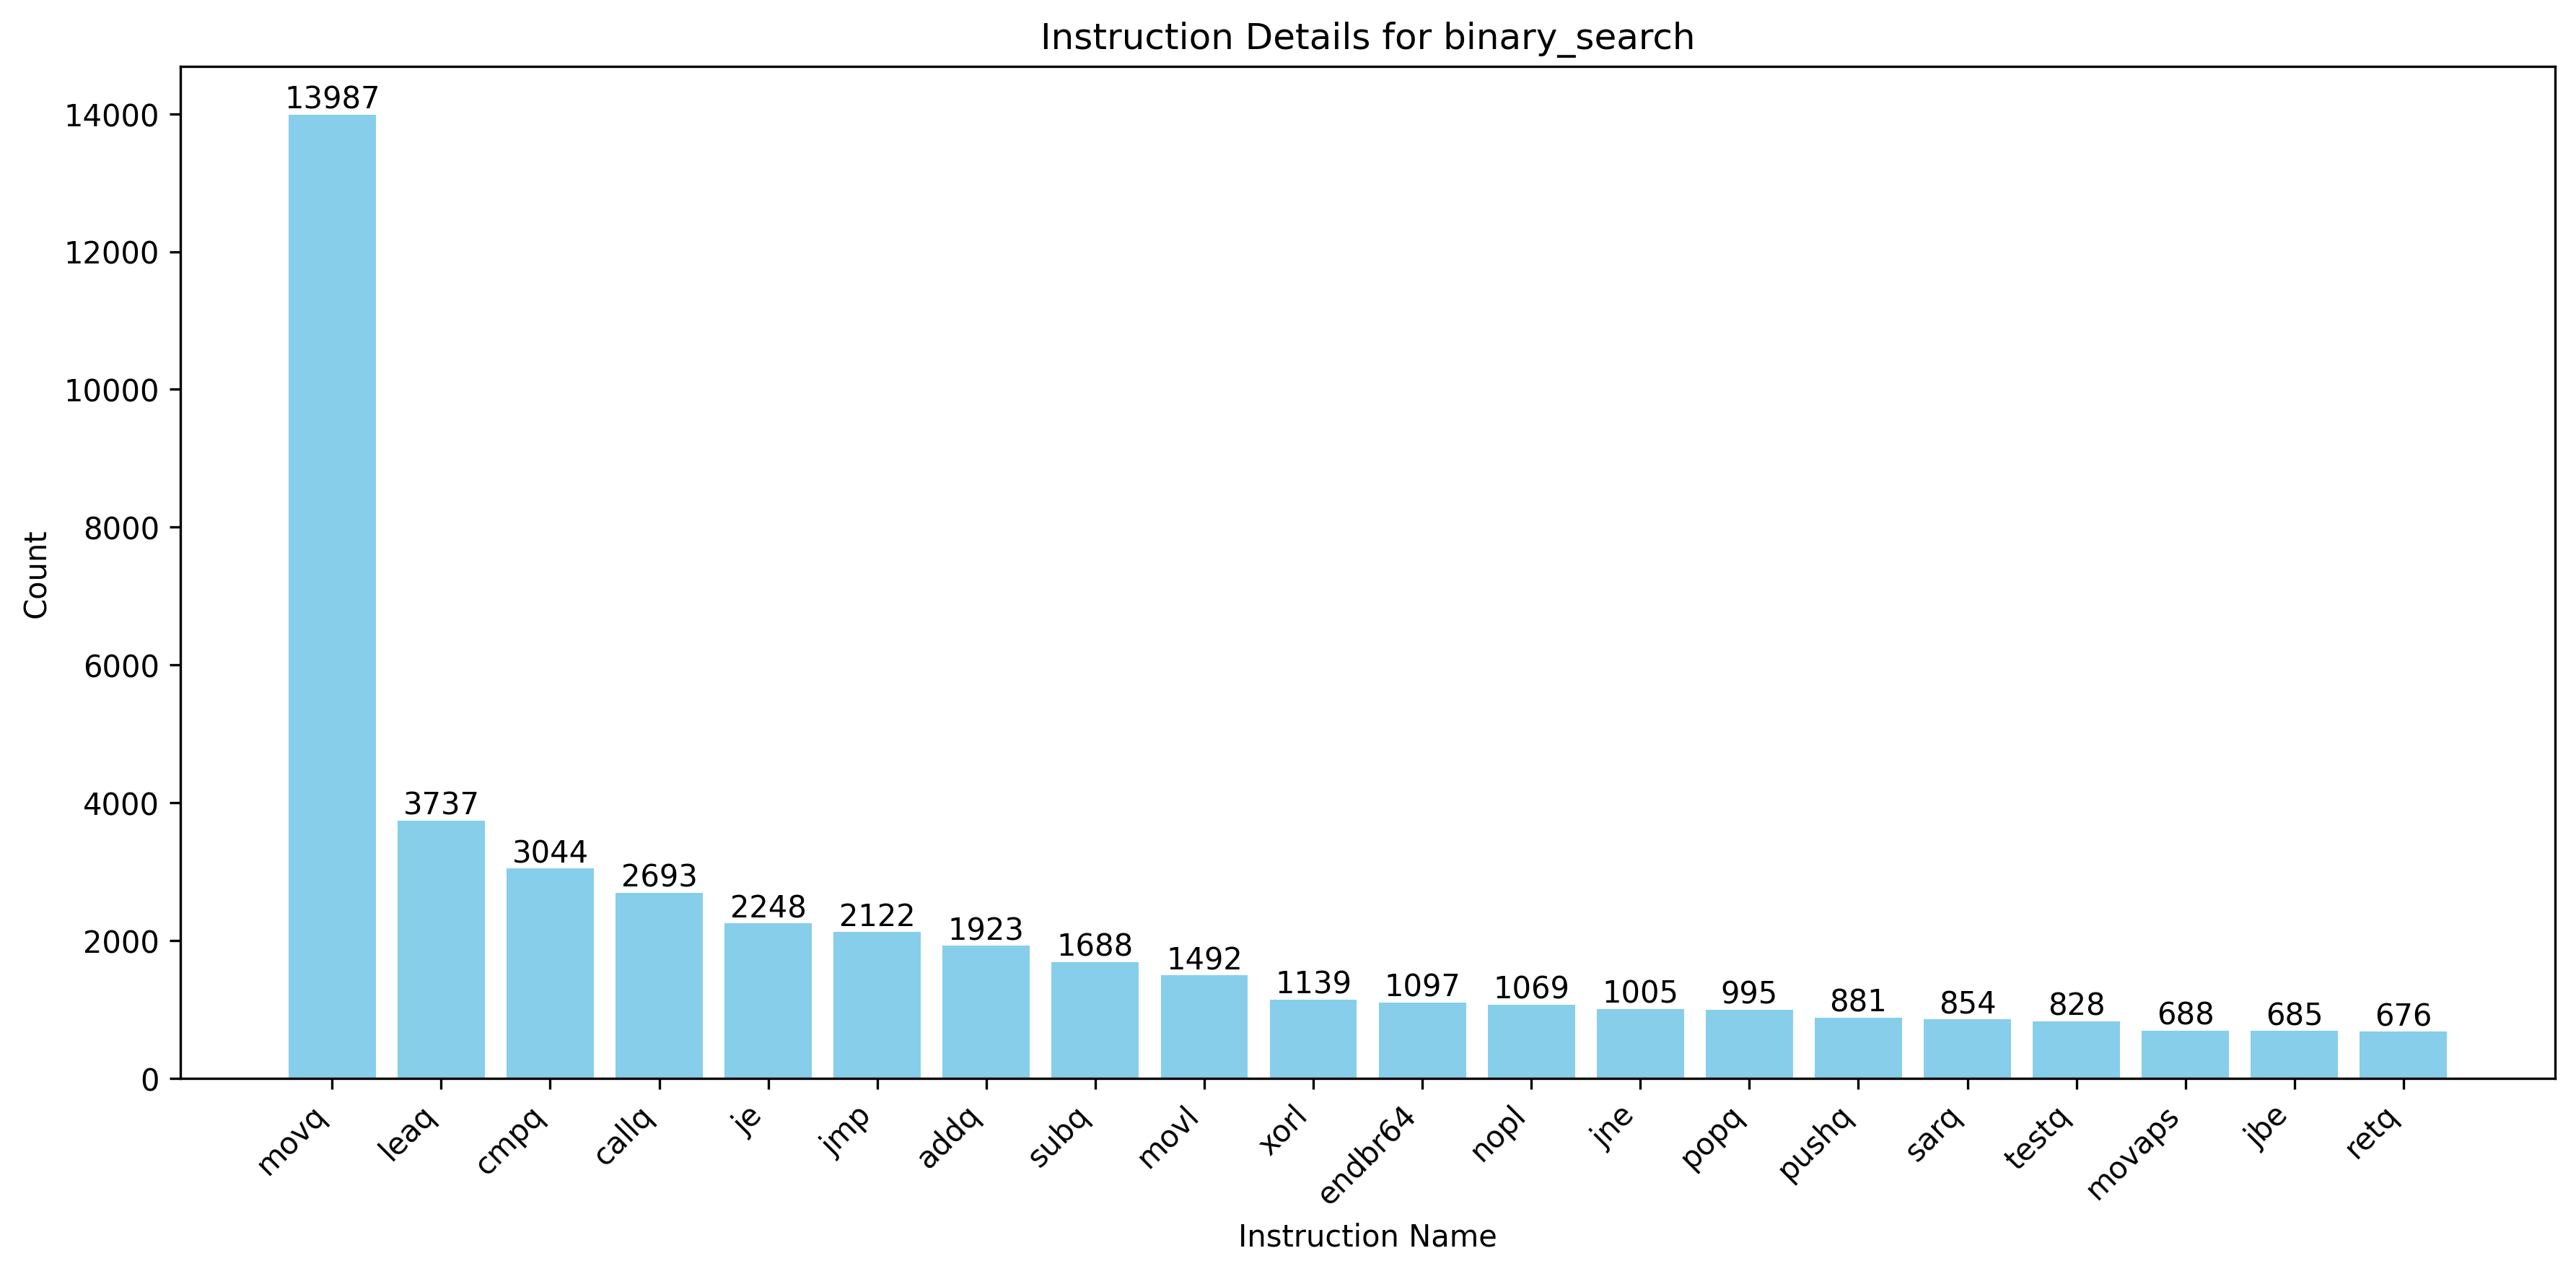 Instruction Details for binary_search
Count
14000
12000
10000
8000
6000
4000
2000
0
13987
3737
3044
2693
2248
2122
1923
1688
1492
1139
1097
1069
1005
995
881
854
828
688
685
676
movq
leaq
cmpq
callq
je
jmp
addq
subq
movl
xorl
endbr64
nopl
jne
popq
pushq
sarq
testq
movaps
jbe
retq
Instruction Name